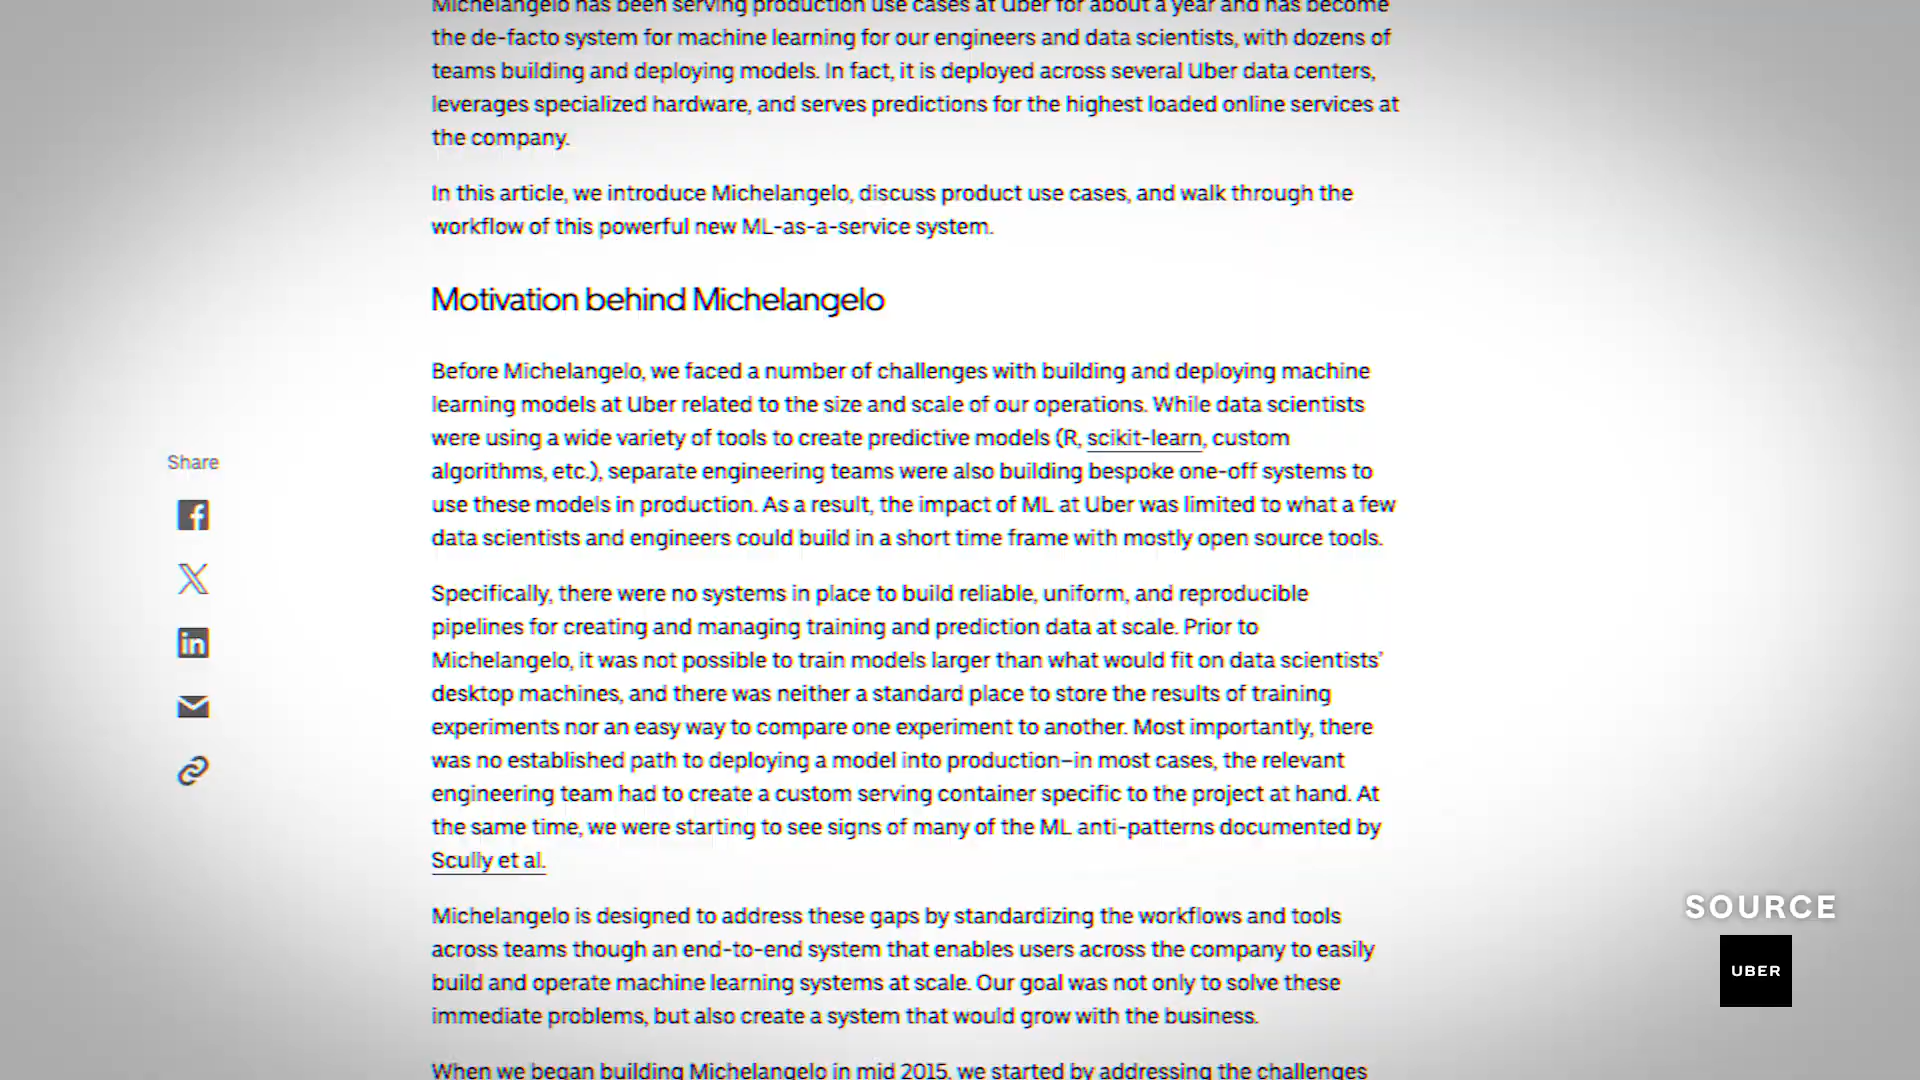 Michelangelo has been serving production use cases at Uber for about a year and has become
the de-facto system for machine learning for our engineers and data scientists, with dozens of
teams building and deploying models. In fact, it is deployed across several Uber data centers,
leverages specialized hardware, and serves predictions for the highest loaded online services at
the company.
In this article, we introduce Michelangelo, discuss product use cases, and walk through the
workflow of this powerful new ML-as-a-service system.
Motivation behind Michelangelo
Before Michelangelo, we faced a number of challenges with building and deploying machine
learning models at Uber related to the size and scale of our operations. While data scientists
were using a wide variety of tools to create predictive models (R, scikit-learn, custom
algorithms, etc.), separate engineering teams were also building bespoke one-off systems to
use these models in production. As a result, the impact of ML at Uber was limited to what a few
data scientists and engineers could build in a short time frame with mostly open source tools.
Specifically, there were no systems in place to build reliable, uniform, and reproducible
pipelines for creating and managing training and prediction data at scale. Prior to
Michelangelo, it was not possible to train models larger than what would fit on data scientists’
desktop machines, and there was neither a standard place to store the results of training
experiments nor an easy way to compare one experiment to another. Most importantly, there
was no established path to deploying a model into production–in most cases, the relevant
engineering team had to create a custom serving container specific to the project at hand. At
the same time, we were starting to see signs of many of the ML anti-patterns documented by
Scully et al.
Michelangelo is designed to address these gaps by standardizing the workflows and tools
across teams though an end-to-end system that enables users across the company to easily
build and operate machine learning systems at scale. Our goal was not only to solve these
immediate problems, but also create a system that would grow with the business.
When we began building Michelangelo in mid 2015, we started by addressing the challenges
Share
SOURCE
UBER